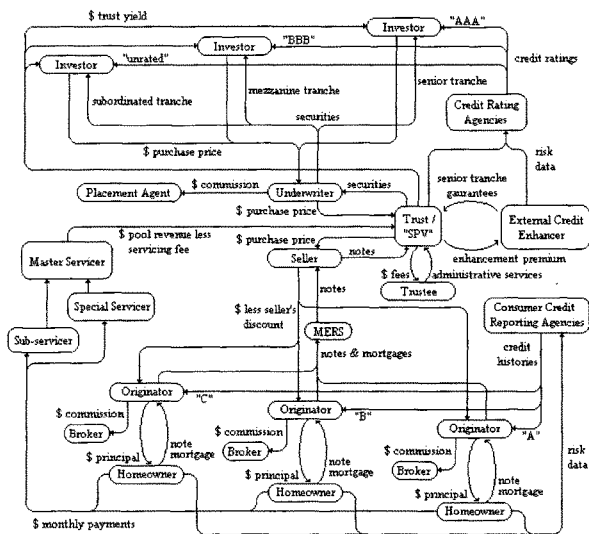 $ trust yield
Investor
"AAA"
Investor
"BBB"
Investor
"unrated"
credit ratings
senior tranche
mezzanine tranche
subordinated tranche
securities
Credit Rating
Agencies
$ purchase price
risk
data
senior tranche
gaurantees
Placement Agent
$ commission
Underwriter
securities
$ purchase price
Trust /
"SPV"
External Credit
Enhancer
$ pool revenue less
servicing fee
$ purchase price
Seller
notes
enhancement premium
Master Servicer
$ fees
administrative services
Trustee
notes
Special Servicer
$ less seller's
discount
MERS
Consumer Credit
Reporting Agencies
Sub-servicer
notes & mortgages
credit
histories
Originator
"C"
Originator
"B"
Originator
"A"
$ commission
Broker
note
mortgage
$ principal
Homeowner
$ commission
Broker
note
mortgage
$ principal
Homeowner
$ commission
Broker
note
mortgage
$ principal
Homeowner
risk
data
$ monthly payments